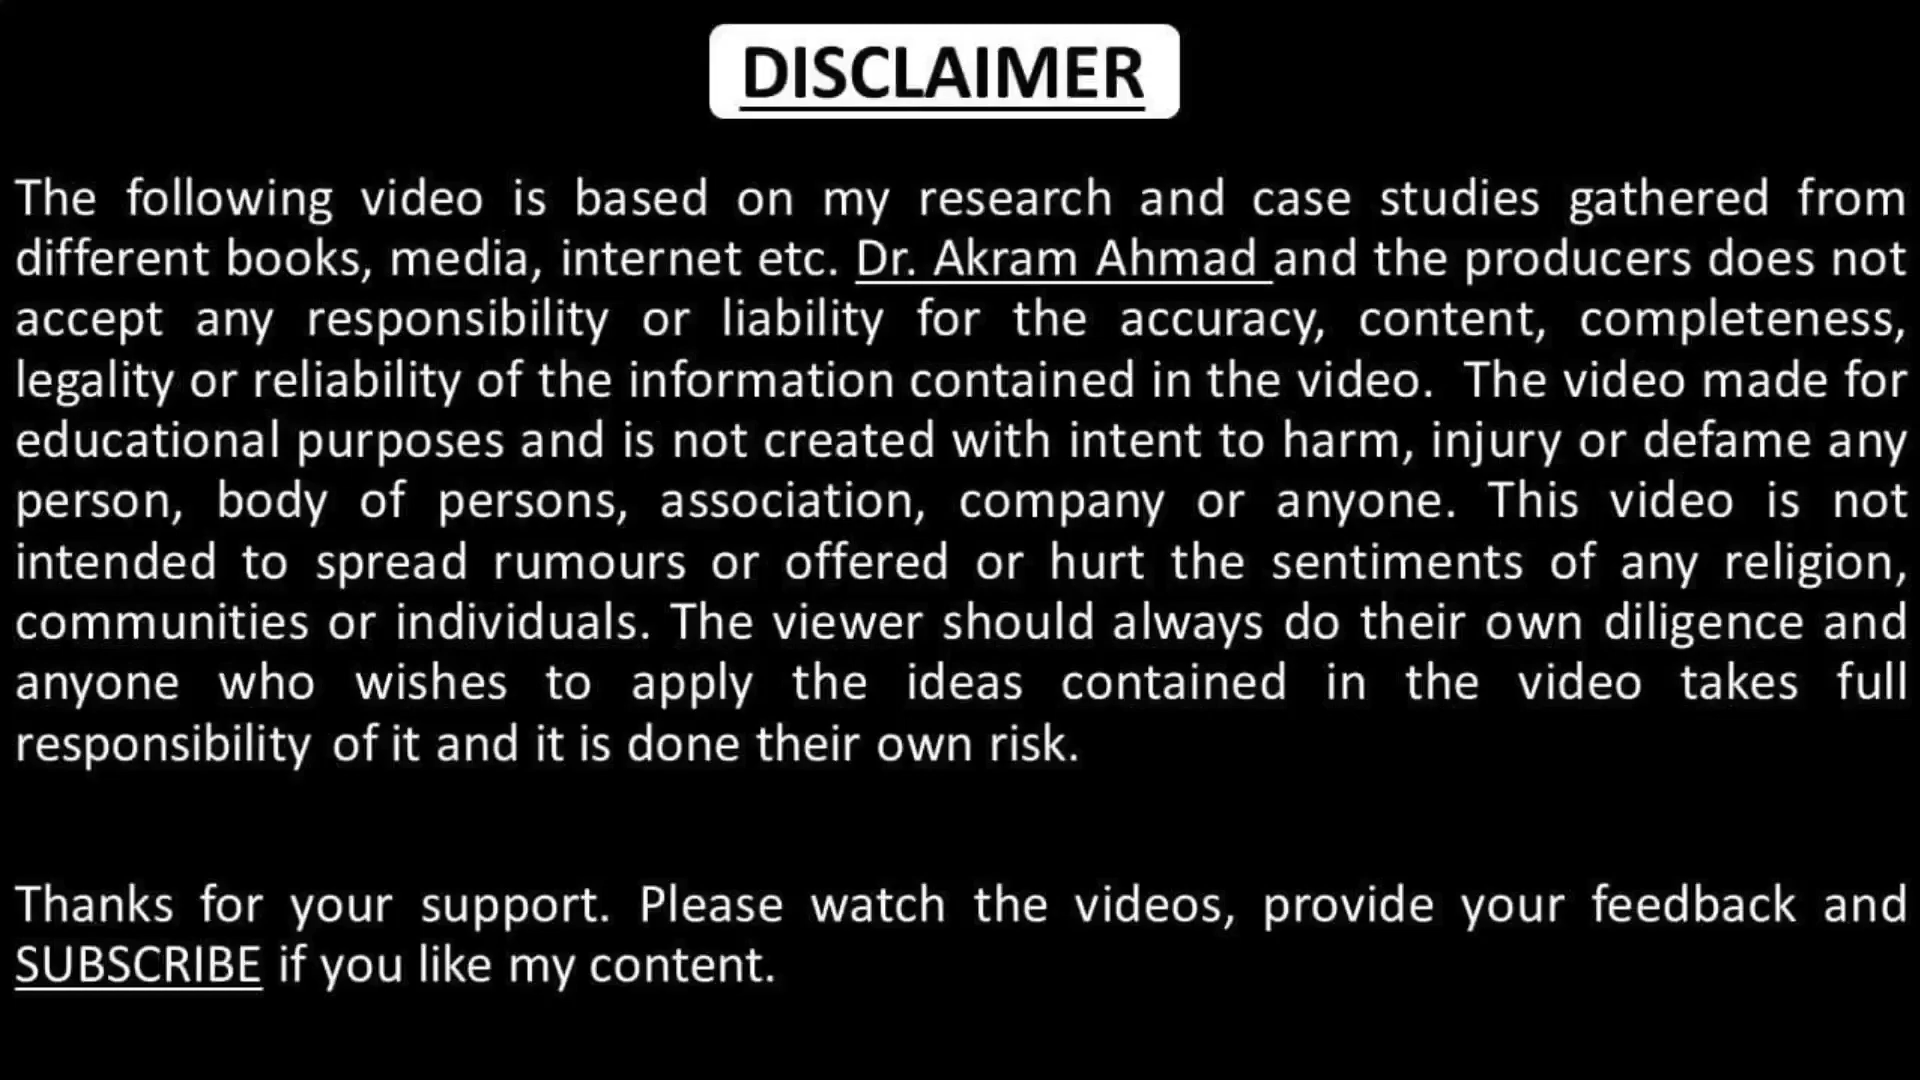 DISCLAIMER
The following video is based on my research and case studies gathered from
different books, media, internet etc. Dr. Akram Ahmad and the producers does not
accept any responsibility or liability for the accuracy, content, completeness,
legality or reliability of the information contained in the video. The video made for
educational purposes and is not created with intent to harm, injury or defame any
person, body of persons, association, company or anyone. This video is not
intended to spread rumours or offered or hurt the sentiments of any religion,
communities or individuals. The viewer should always do their own diligence and
anyone who wishes to apply the ideas contained in the video takes full
responsibility of it and it is done their own risk.
Thanks for your support. Please watch the videos, provide your feedback and
SUBSCRIBE if you like my content.